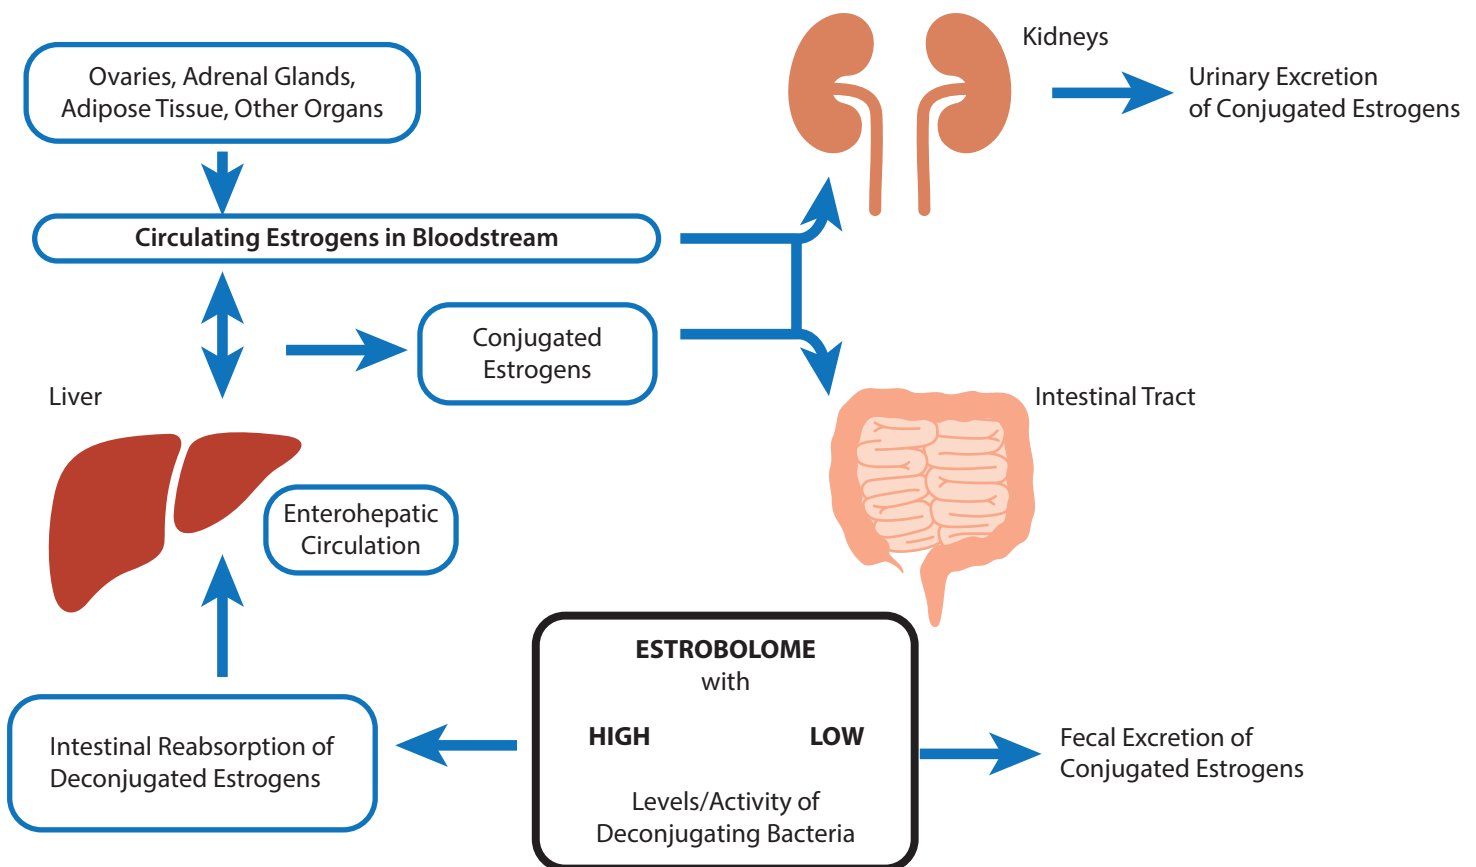 Ovaries, Adrenal Glands,
Adipose Tissue, Other Organs
Kidneys
Urinary Excretion
of Conjugated Estrogens
Circulating Estrogens in Bloodstream
Conjugated
Estrogens
Liver
Intestinal Tract
Enterohepatic
Circulation
ESTROBOLOME
with
HIGH LOW
Levels/Activity of
Deconjugating Bacteria
Intestinal Reabsorption of
Deconjugated Estrogens
Fecal Excretion of
Conjugated Estrogens